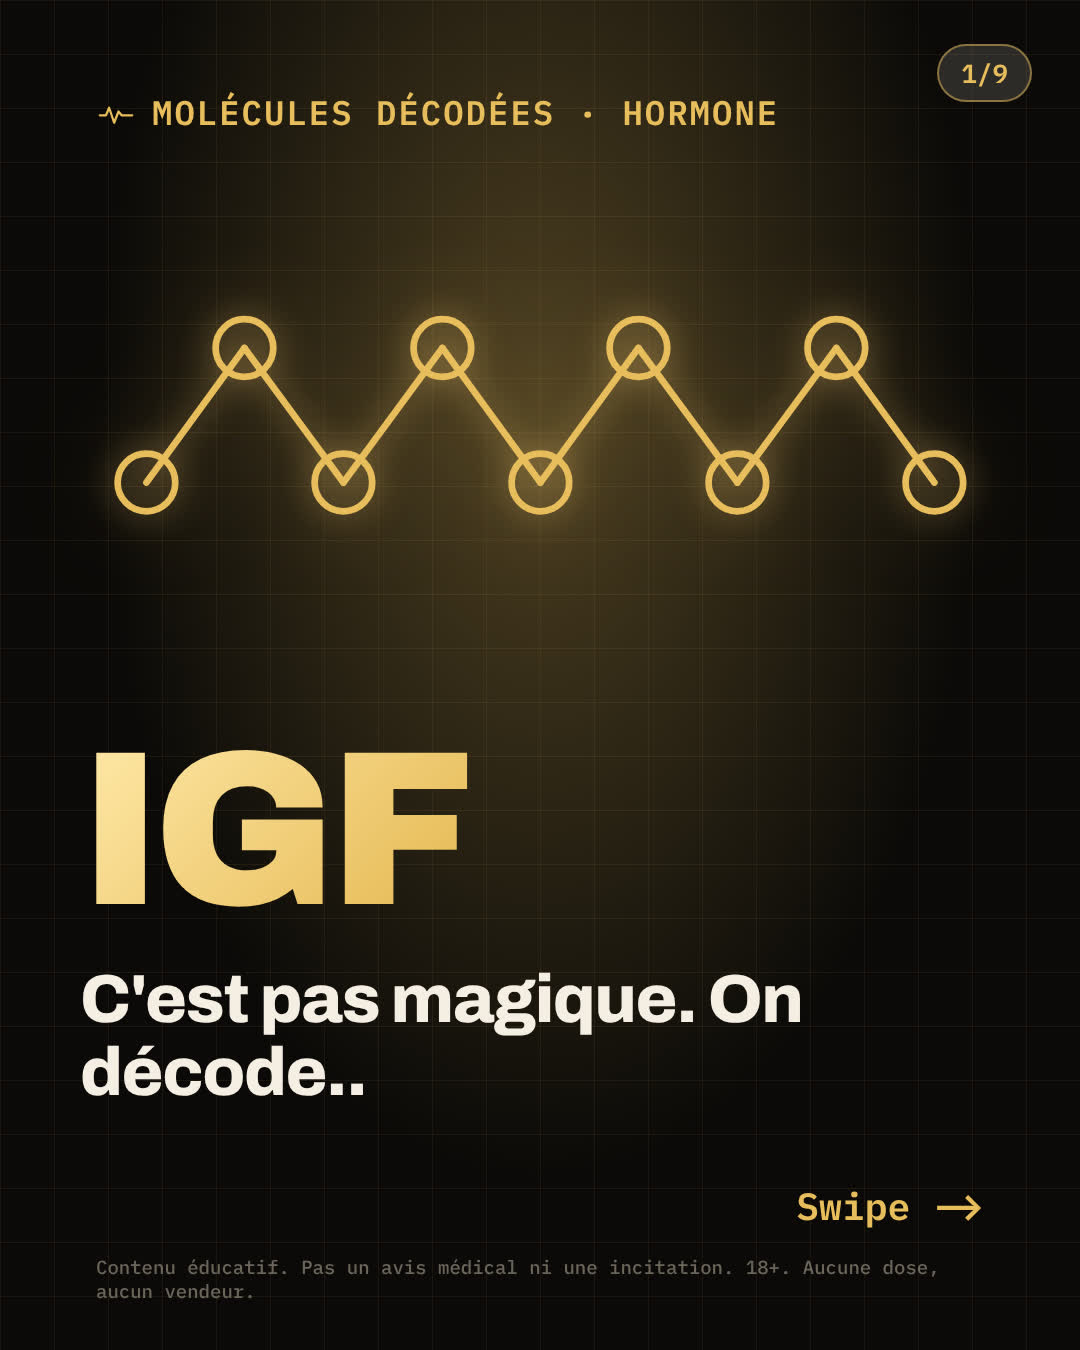 1/9
MOLÉCULES DÉCODÉES · HORMONE
IGF
C'est pas magique. On
décode..
Swipe →
Contenu éducatif. Pas un avis médical ni une incitation. 18+. Aucune dose,
aucun vendeur.